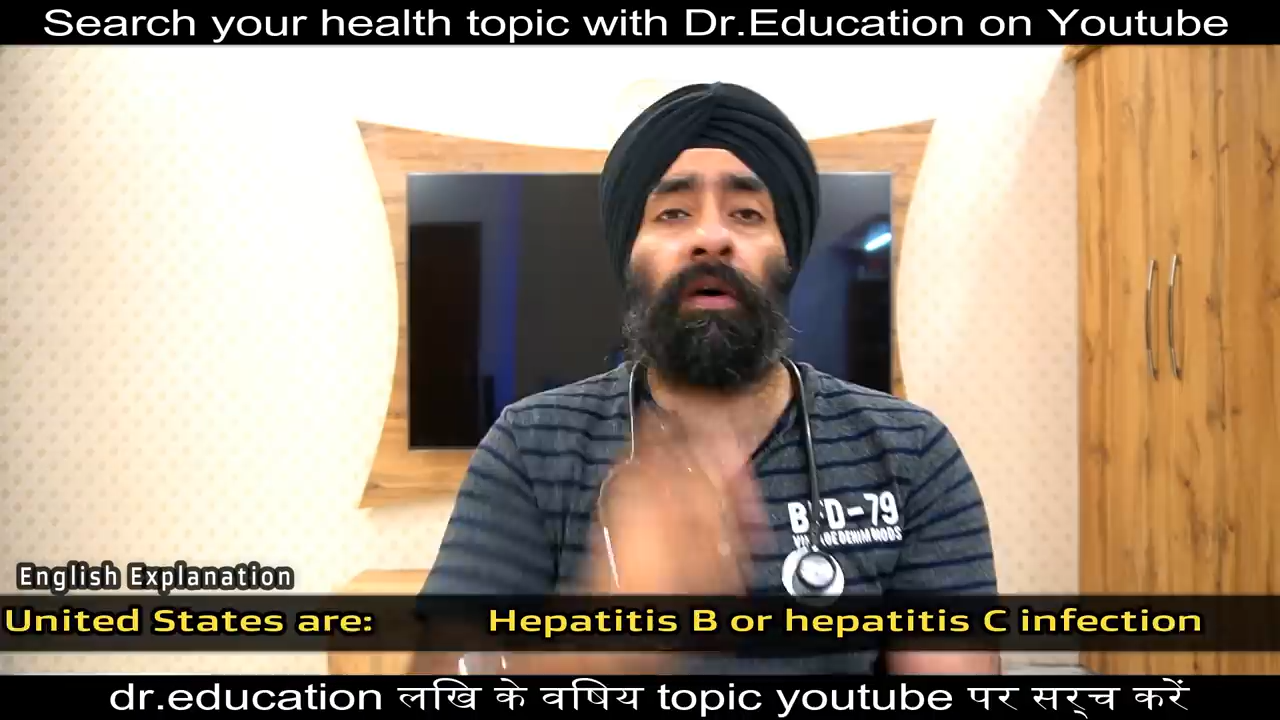 Search your health topic with Dr.Education on Youtube
B D-79
English Explanation
United States are: Hepatitis B or hepatitis C infection
dr.education लखि के वषिय topic youtube पर सर्च करें